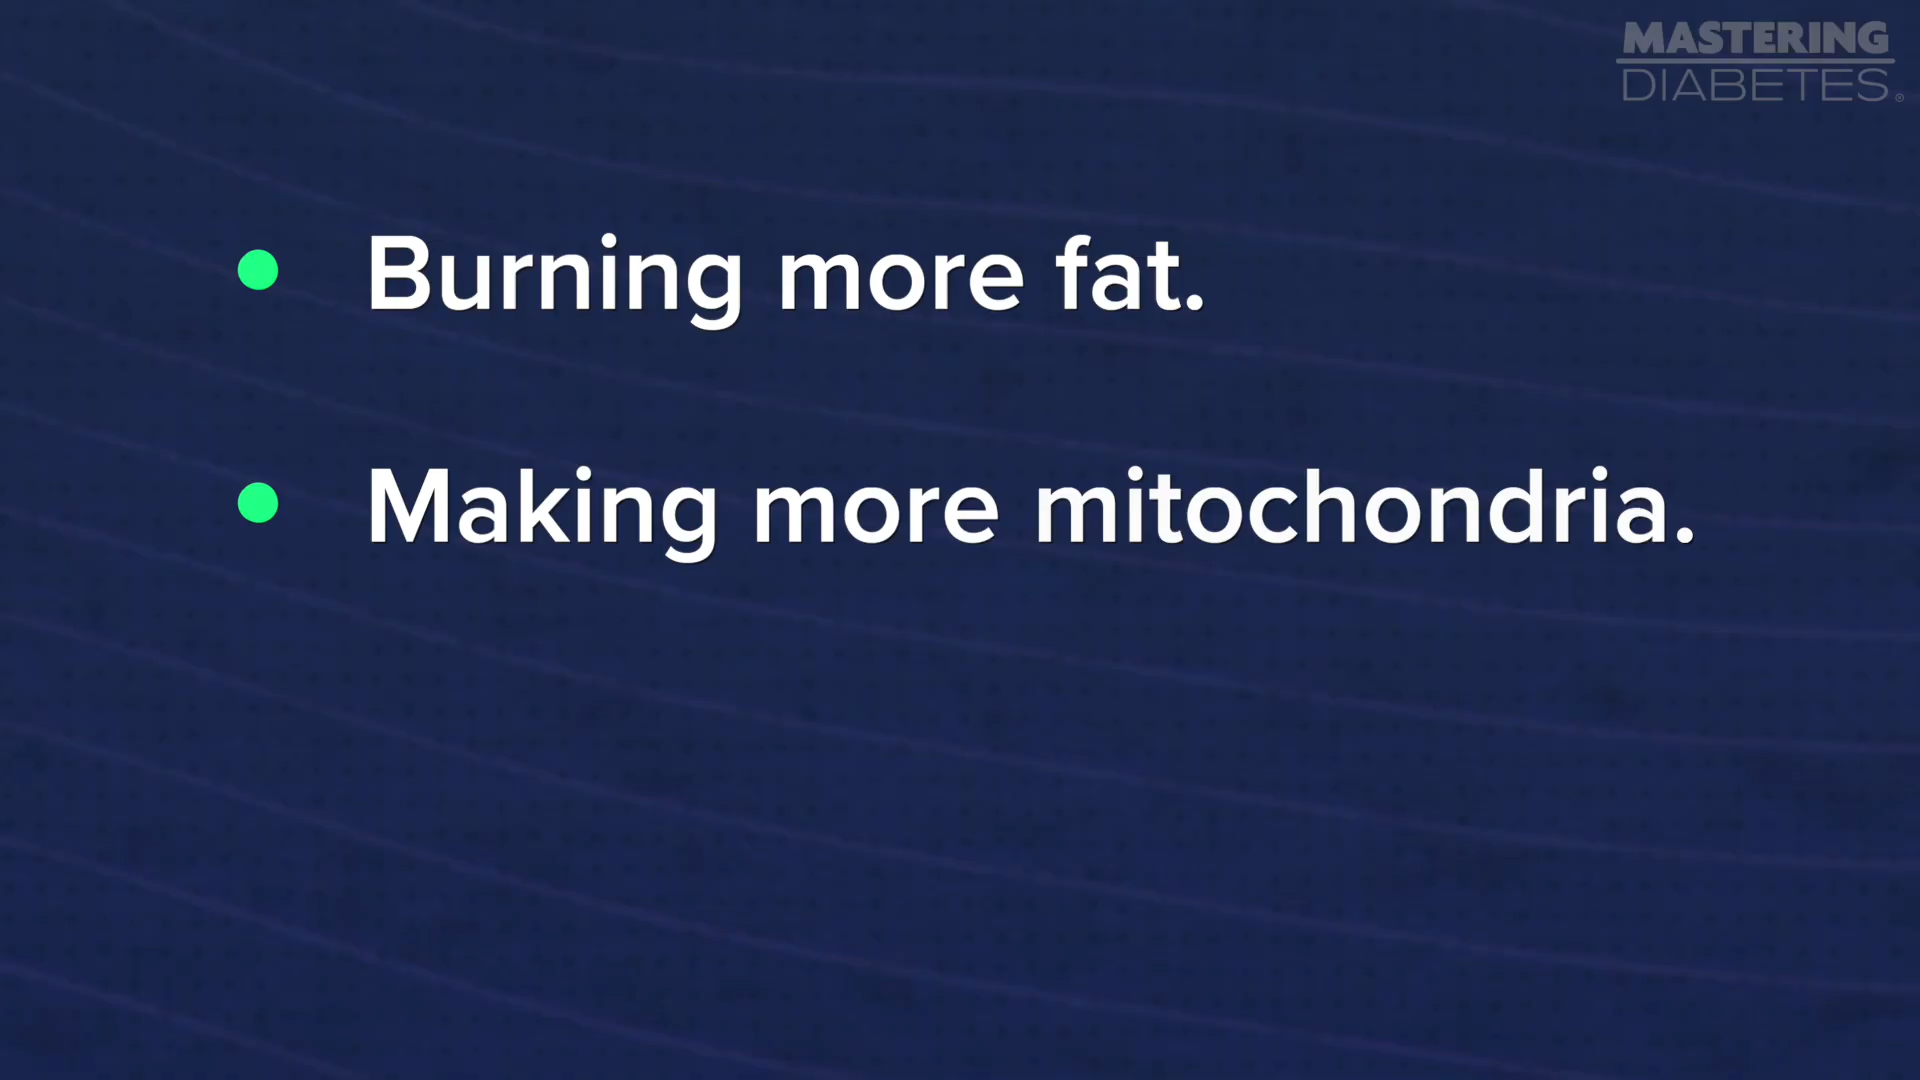 MASTERING
DIABETES®
• Burning more fat.
• Making more mitochondria.